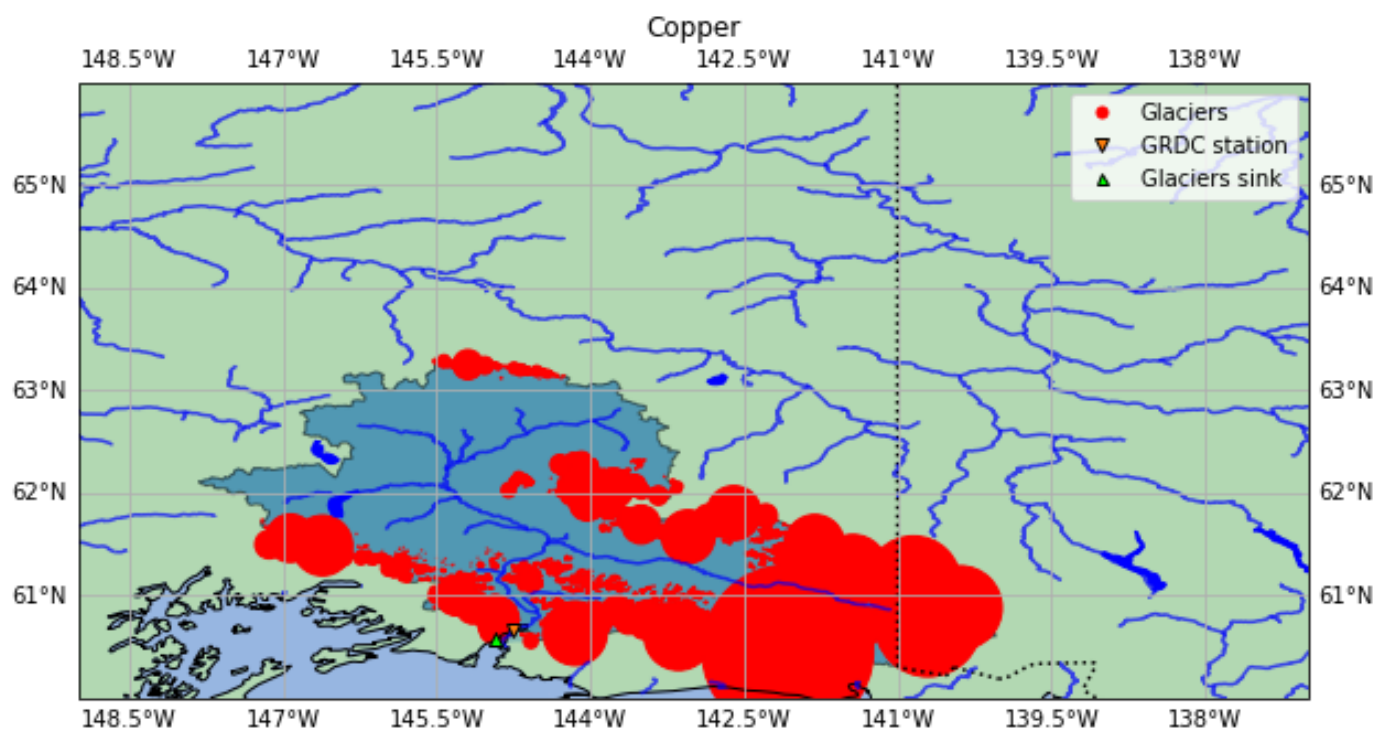 Copper
148.5°W 147°W 145.5°W 144°W 142.5°W 141°W 139.5°W 138°W
Glaciers
GRDC station
Glaciers sink
65°N 65°N
64°N 64°N
63°N 63°N
62°N 62°N
61°N 61°N
148.5°W 147°W 145.5°W 144°W 142.5°W 141°W 139.5°W 138°W